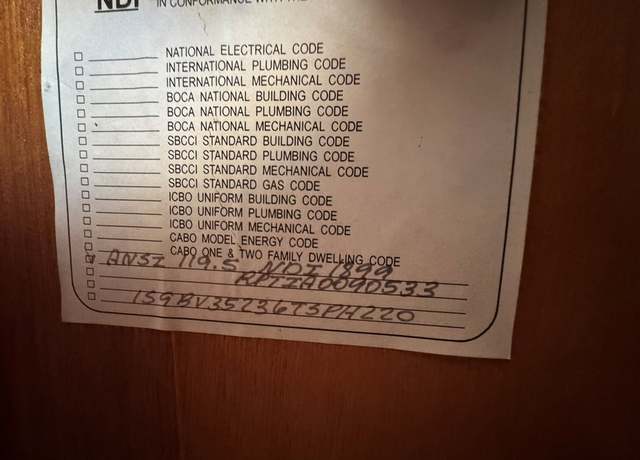 NDI IN CONFORMANCE WITH THE
NATIONAL ELECTRICAL CODE
INTERNATIONAL PLUMBING CODE
INTERNATIONAL MECHANICAL CODE
BOCA NATIONAL BUILDING CODE
BOCA NATIONAL PLUMBING CODE
BOCA NATIONAL MECHANICAL CODE
SBCCI STANDARD BUILDING CODE
SBCCI STANDARD PLUMBING CODE
SBCCI STANDARD MECHANICAL CODE
SBCCI STANDARD GAS CODE
ICBO UNIFORM BUILDING CODE
ICBO UNIFORM PLUMBING CODE
ICBO UNIFORM MECHANICAL CODE
CABO MODEL ENERGY CODE
CABO ONE & TWO FAMILY DWELLING CODE
ANSI 119.5 NDI 1899
RPTIA0090533